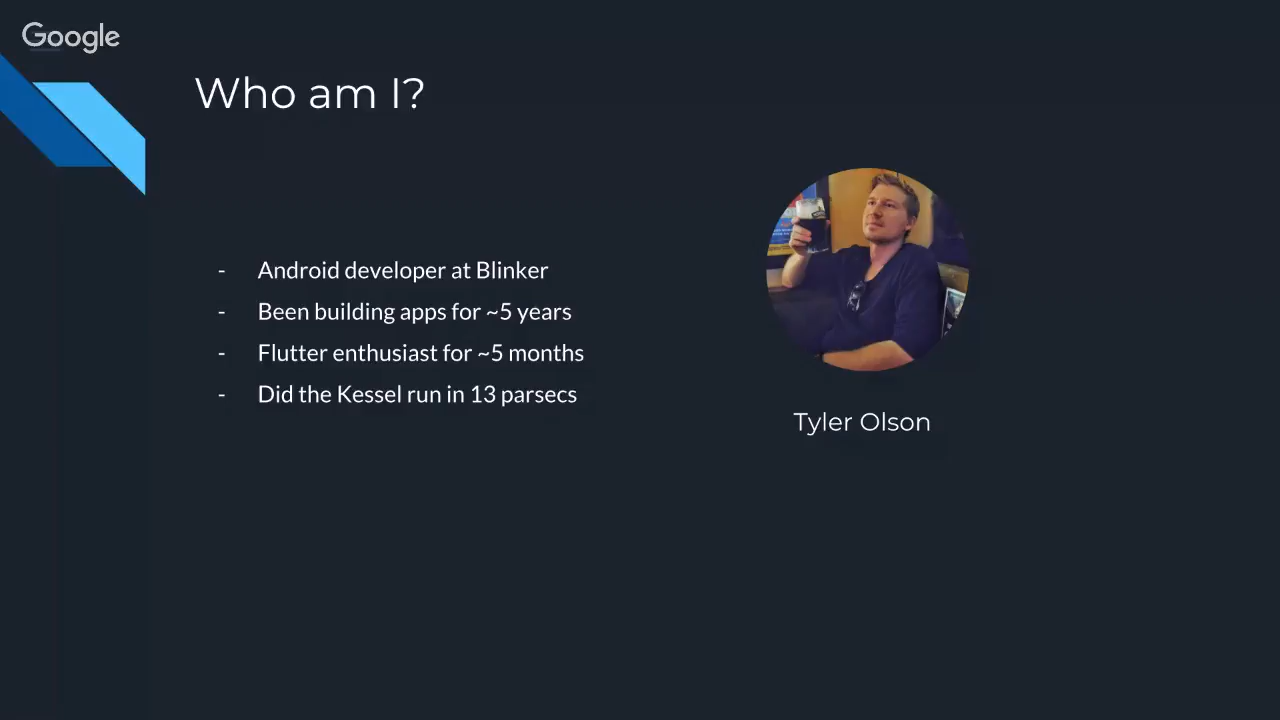 Google
Who am I?
- Android developer at Blinker
- Been building apps for ~5 years
- Flutter enthusiast for ~5 months
- Did the Kessel run in 13 parsecs
Tyler Olson